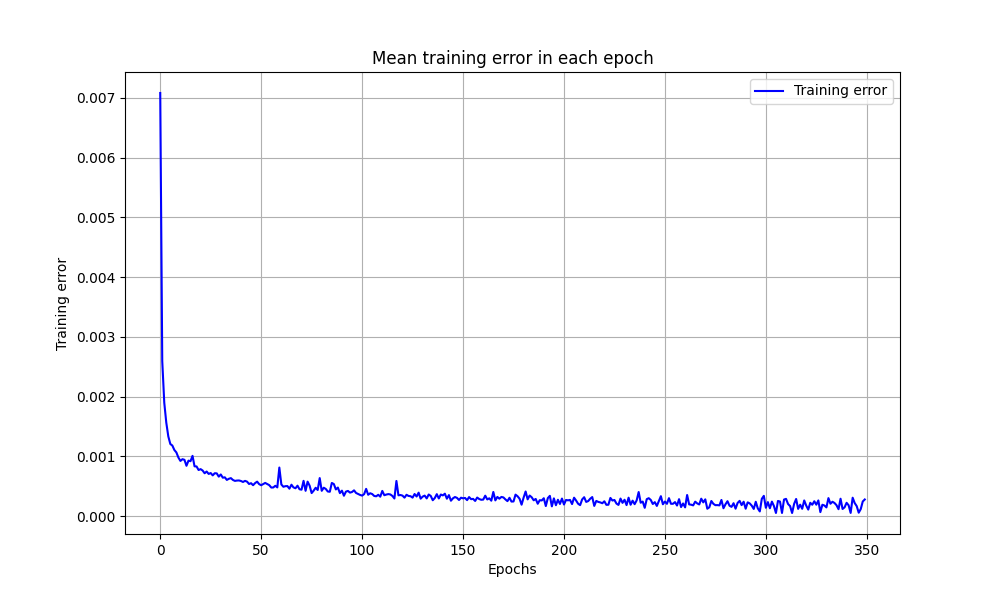 Mean training error in each epoch
Training error
0.007
0.006
0.005
0.004
0.003
0.002
0.001
0.000
Training error
0 50 100 150 200 250 300 350
Epochs